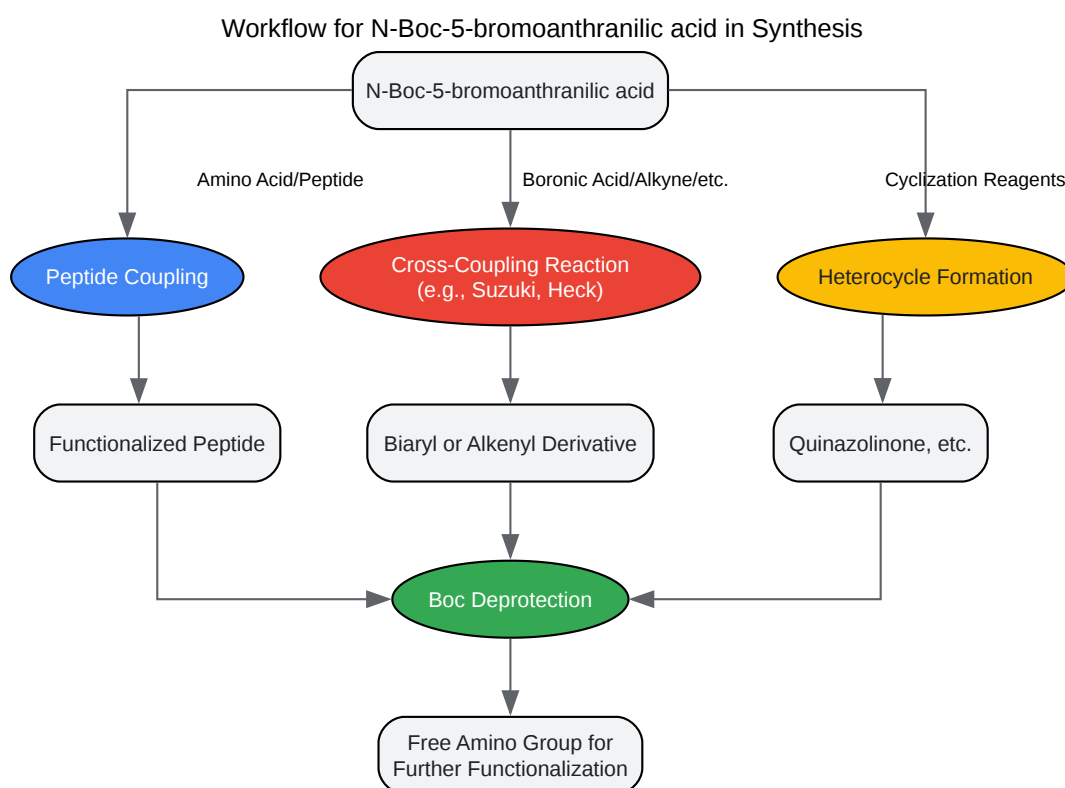 Workflow for N-Boc-5-bromoanthranilic acid in Synthesis
N-Boc-5-bromoanthranilic acid
Amino Acid/Peptide
Boronic Acid/Alkyne/etc.
Cyclization Reagents
Peptide Coupling
Cross-Coupling Reaction
(e.g., Suzuki, Heck)
Heterocycle Formation
Functionalized Peptide
Biaryl or Alkenyl Derivative
Quinazolinone, etc.
Boc Deprotection
Free Amino Group for
Further Functionalization